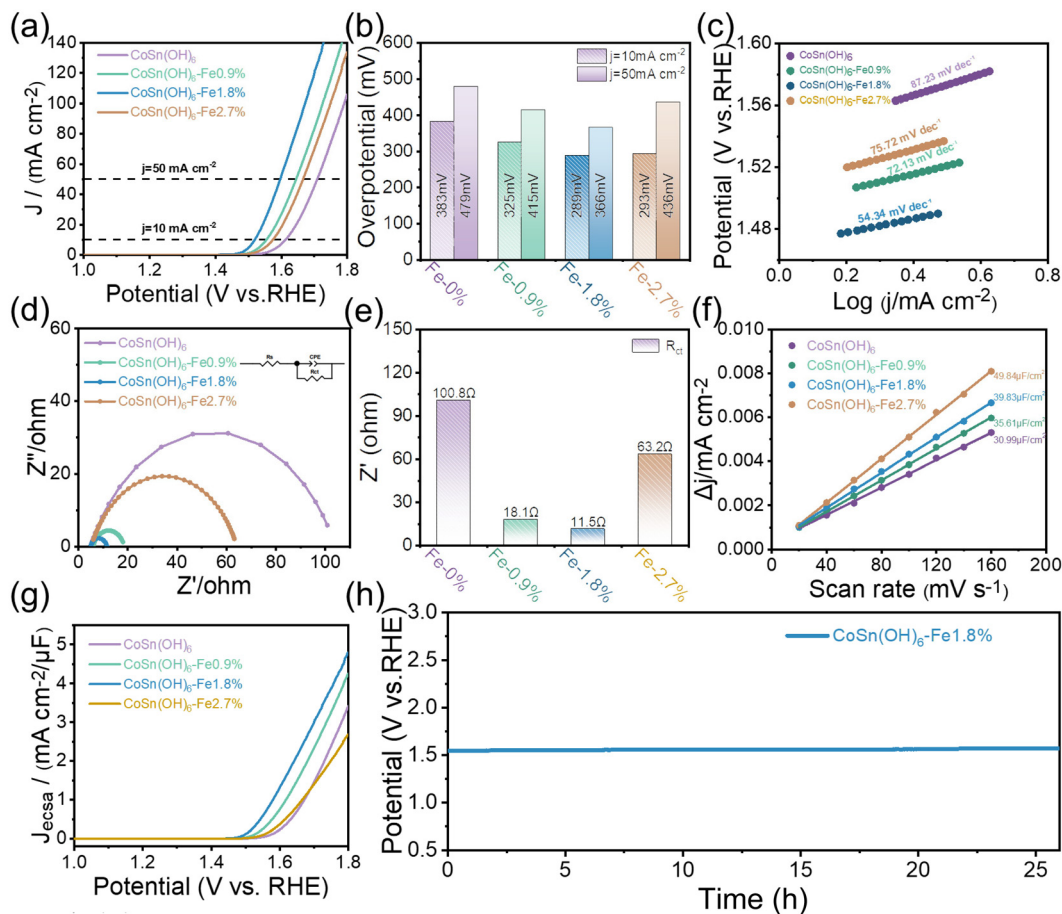 (a)
CoSn(OH)₆
CoSn(OH)₆-Fe0.9%
CoSn(OH)₆-Fe1.8%
CoSn(OH)₆-Fe2.7%
j=50 mA cm⁻²
j=10 mA cm⁻²
J / (mA cm⁻²)
140
120
100
80
60
40
20
0
1.0 1.2 1.4 1.6 1.8
Potential (V vs.RHE)
(b)
j=10mA cm⁻²
j=50mA cm⁻²
Overpotential (mV)
600
500
400
300
200
100
0
383mV
479mV
325mV
415mV
289mV
366mV
293mV
436mV
Fe-0%
Fe-0.9%
Fe-1.8%
Fe-2.7%
(c)
CoSn(OH)₆
CoSn(OH)₆-Fe0.9%
CoSn(OH)₆-Fe1.8%
CoSn(OH)₆-Fe2.7%
87.23 mV dec⁻¹
75.72 mV dec⁻¹
72.13 mV dec⁻¹
54.34 mV dec⁻¹
Potential (V vs.RHE)
1.60
1.56
1.52
1.48
0.0 0.2 0.4 0.6 0.8
Log (j/mA cm⁻²)
(d)
CoSn(OH)₆
CoSn(OH)₆-Fe0.9%
CoSn(OH)₆-Fe1.8%
CoSn(OH)₆-Fe2.7%
Rs
CPE
Rct
Z''/ohm
60
40
20
0
0 20 40 60 80 100
Z'/ohm
(e)
R_ct
Z' (ohm)
150
120
90
60
30
0
100.8Ω
18.1Ω
11.5Ω
63.2Ω
Fe-0%
Fe-0.9%
Fe-1.8%
Fe-2.7%
(f)
CoSn(OH)₆
CoSn(OH)₆-Fe0.9%
CoSn(OH)₆-Fe1.8%
CoSn(OH)₆-Fe2.7%
49.84μF/cm²
39.83μF/cm²
35.61μF/cm²
30.99μF/cm²
Δj/mA cm-2
0.010
0.008
0.006
0.004
0.002
0.000
0 40 80 120 160 200
Scan rate (mV s⁻¹)
(g)
CoSn(OH)₆
CoSn(OH)₆-Fe0.9%
CoSn(OH)₆-Fe1.8%
CoSn(OH)₆-Fe2.7%
J_ecsa / (mA cm⁻²/μF)
5
4
3
2
1
0
1.0 1.2 1.4 1.6 1.8
Potential (V vs. RHE)
(h)
CoSn(OH)₆-Fe1.8%
Potential (V vs.RHE)
3.0
2.5
2.0
1.5
1.0
0.5
0 5 10 15 20 25
Time (h)